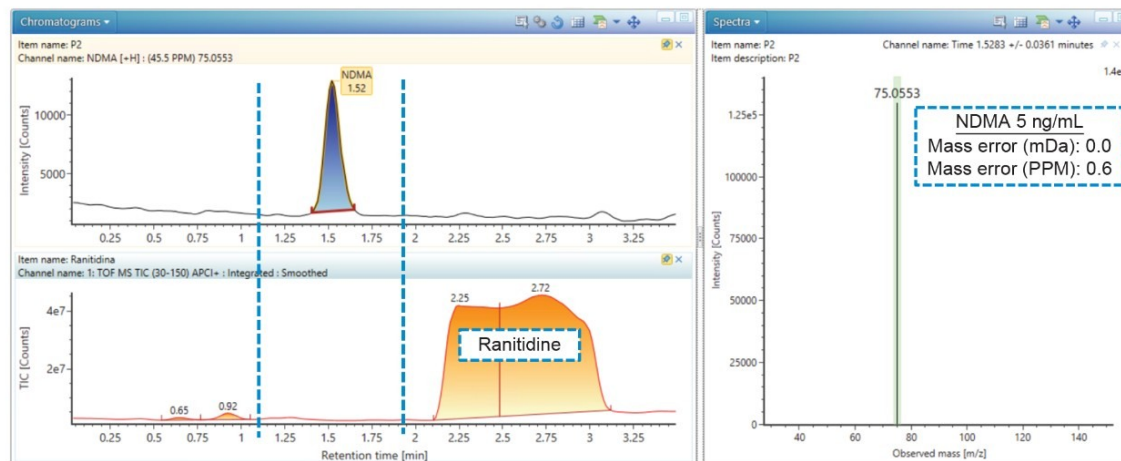 Chromatograms
Item name: P2
Channel name: NDMA [+H] : (45.5 PPM) 75.0553
NDMA
1.52
Intensity [Counts]
10000
5000
0.25 0.5 0.75 1 1.25 1.5 1.75 2 2.25 2.5 2.75 3 3.25
Item name: Ranitidina
Channel name: 1: TOF MS TIC (30-150) APCI+ : Integrated : Smoothed
TIC [Counts]
4e7
2e7
0.65
0.92
2.25
2.72
Ranitidine
0.25 0.5 0.75 1 1.25 1.5 1.75 2 2.25 2.5 2.75 3 3.25
Retention time [min]
Spectra
Item name: P2
Channel name: Time 1.5283 +/- 0.0361 minutes
Item description: P2
1.4e
75.0553
NDMA 5 ng/mL
Mass error (mDa): 0.0
Mass error (PPM): 0.6
Intensity [Counts]
1.25e5
100000
75000
50000
25000
0
40 60 80 100 120 140
Observed mass [m/z]